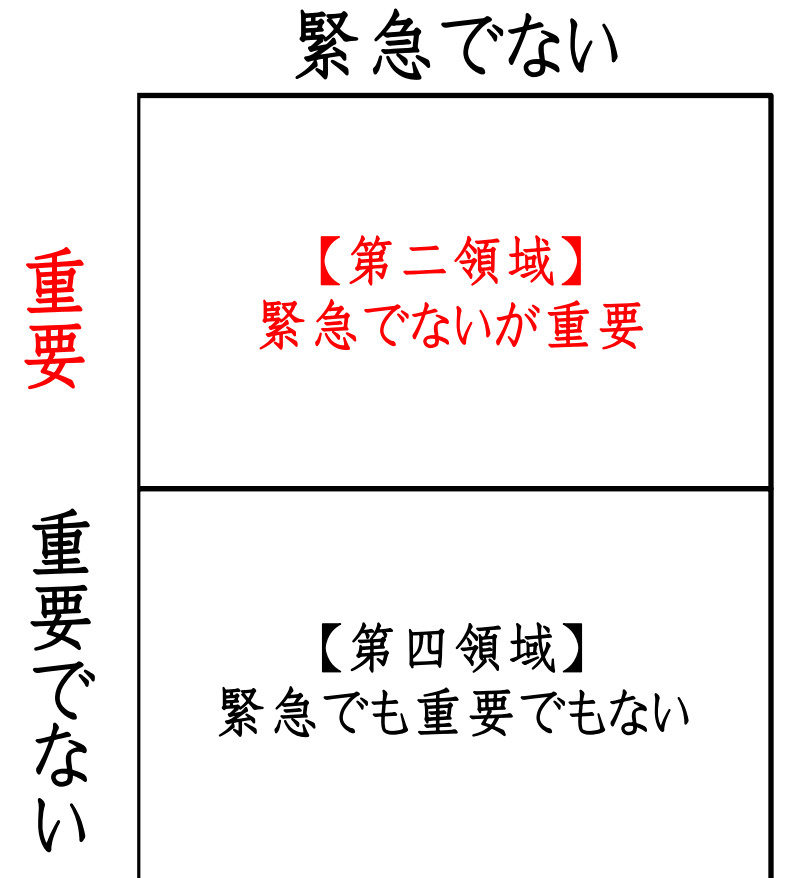 緊急でない
重要
【第二領域】
緊急でないが重要
重要でない
【第四領域】
緊急でも重要でもない